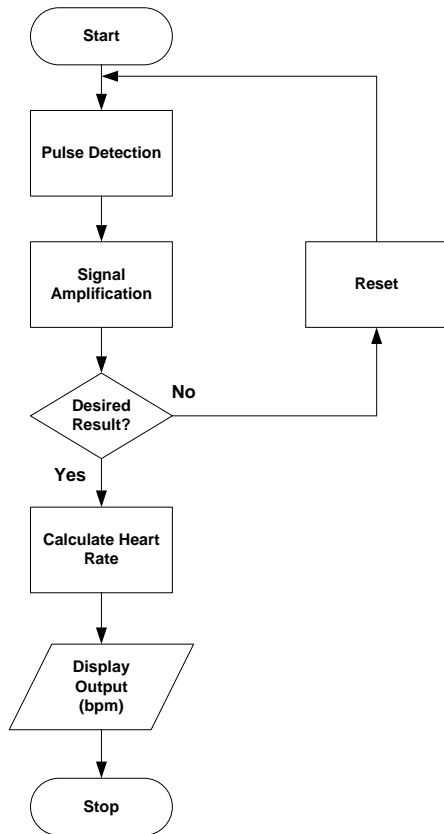 Start
Pulse Detection
Signal
Amplification
Reset
Desired
Result?
No
Yes
Calculate Heart
Rate
Display
Output
(bpm)
Stop